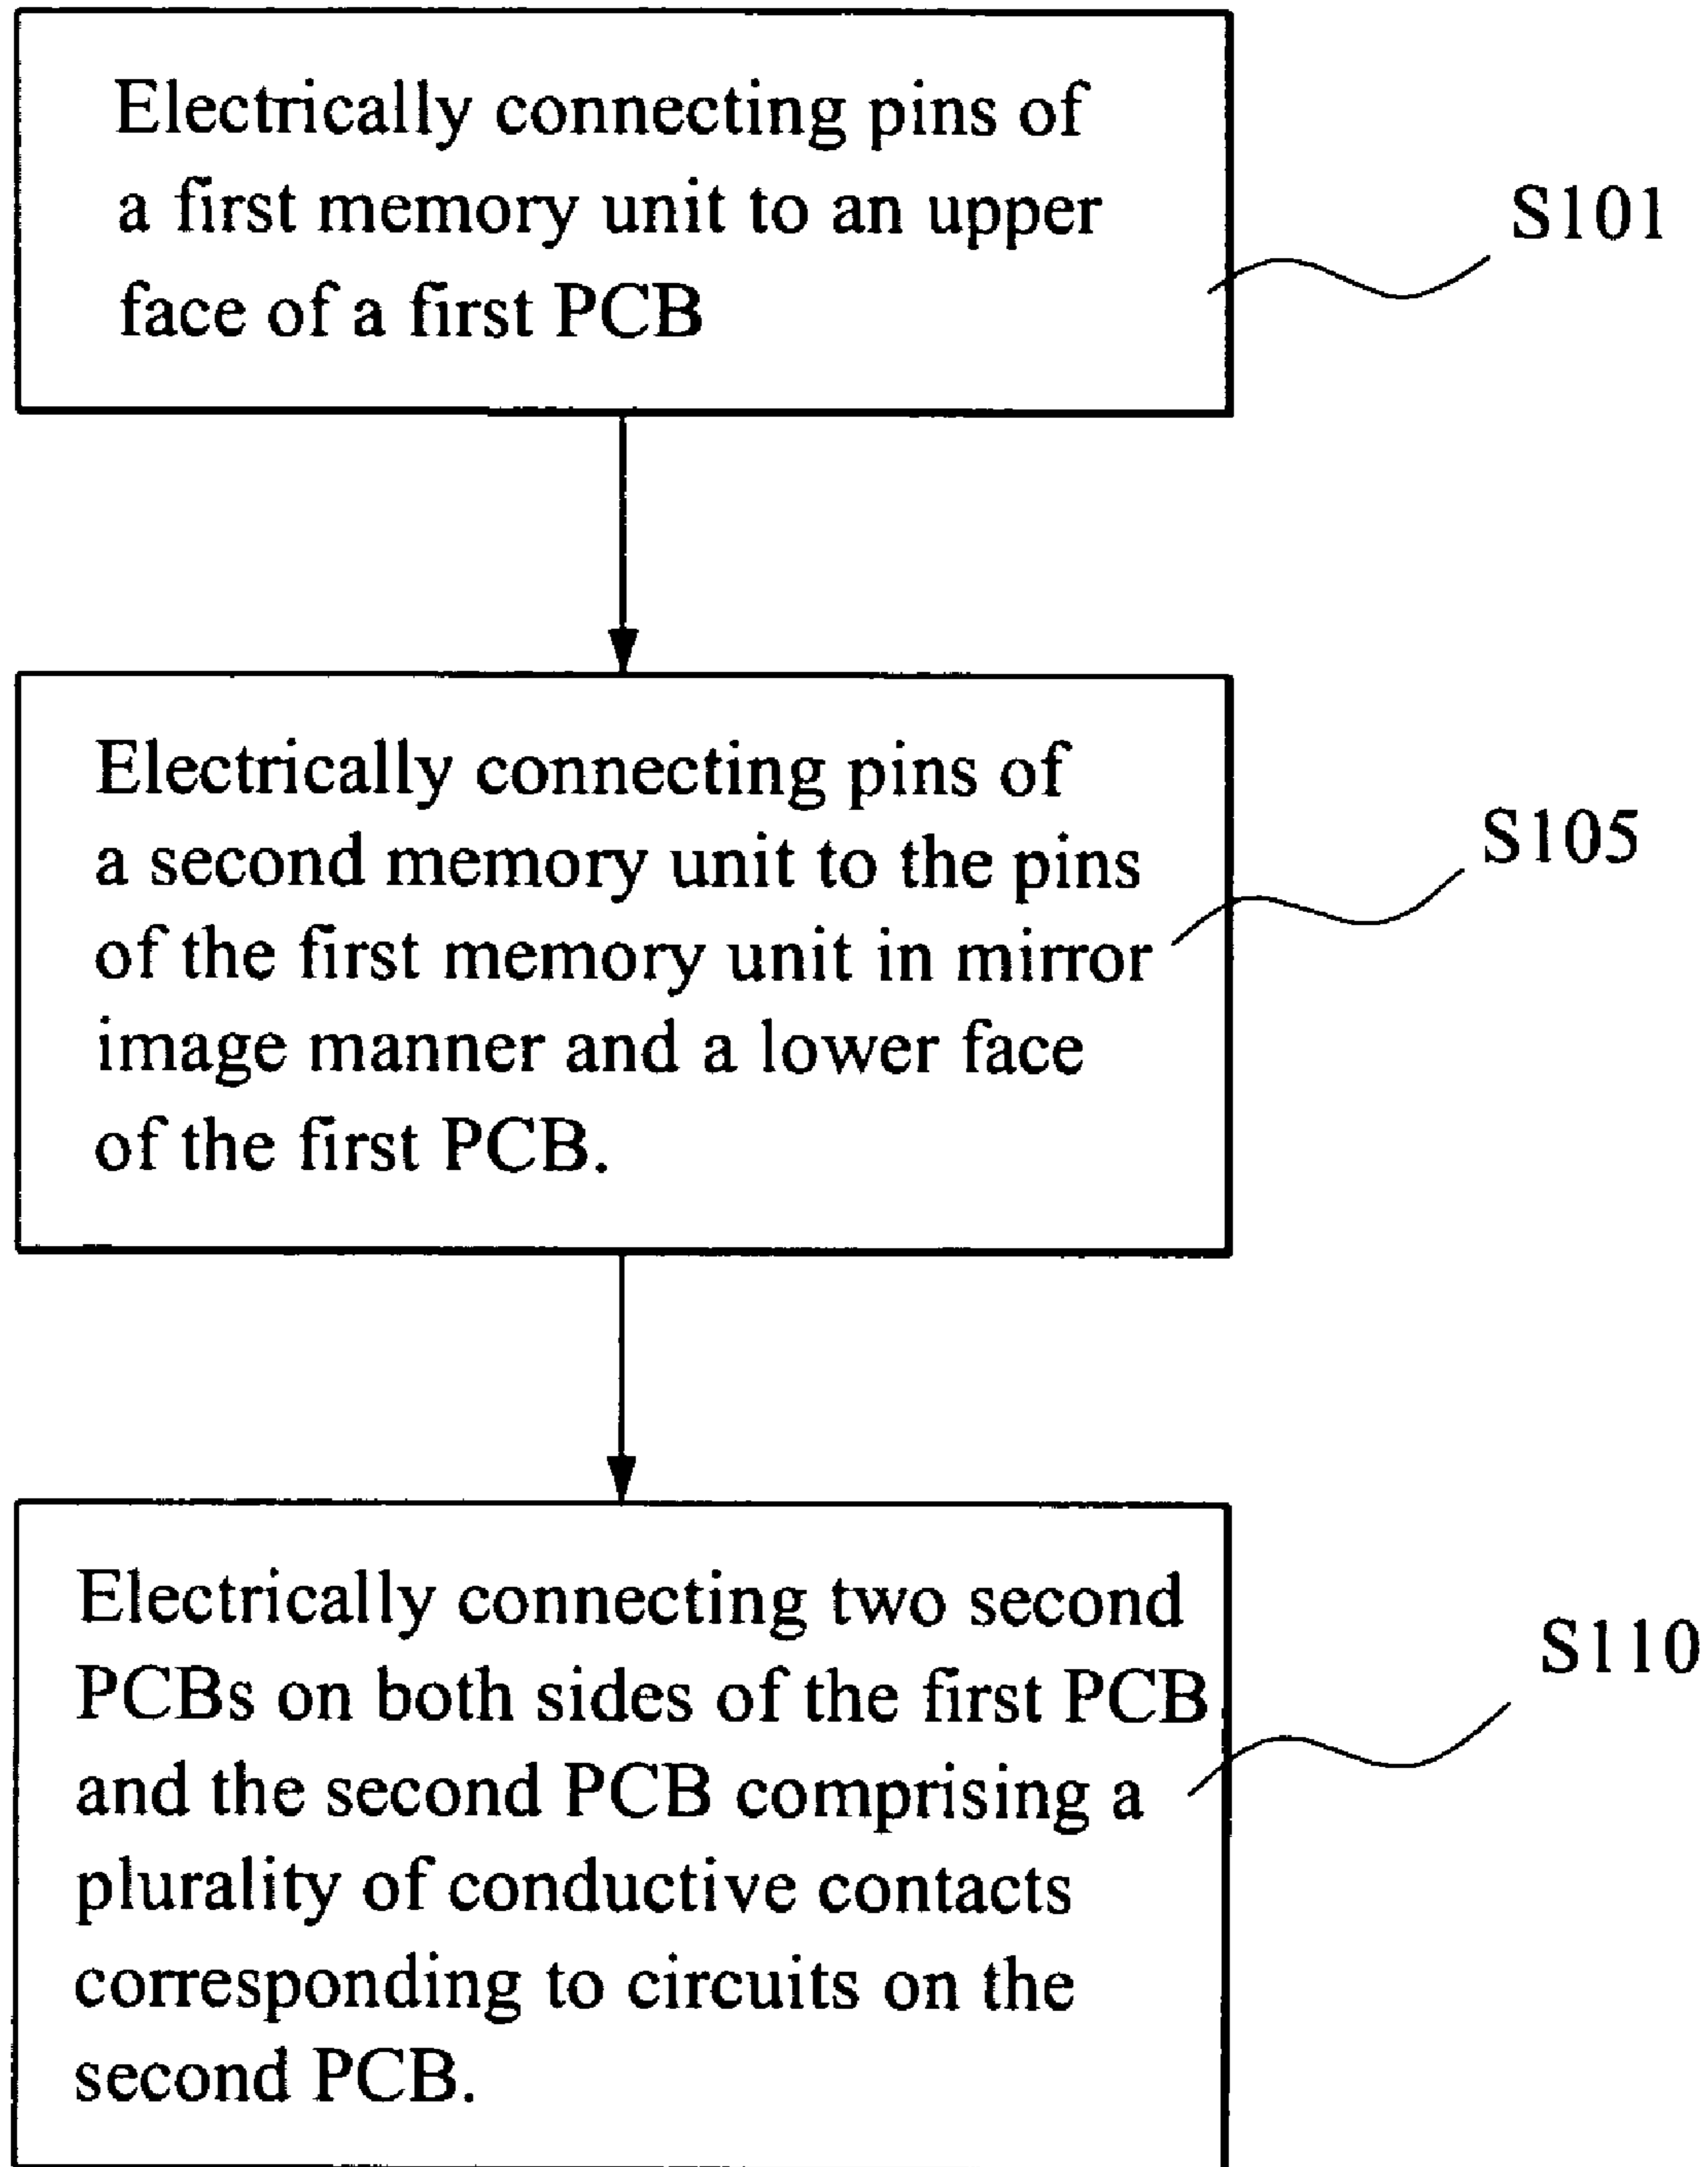 Electrically connecting pins of
a first memory unit to an upper
face of a first PCB
S101
Electrically connecting pins of
a second memory unit to the pins
of the first memory unit in mirror
image manner and a lower face
of the first PCB.
S105
Electrically connecting two second
PCBs on both sides of the first PCB
and the second PCB comprising a
plurality of conductive contacts
corresponding to circuits on the
second PCB.
S110